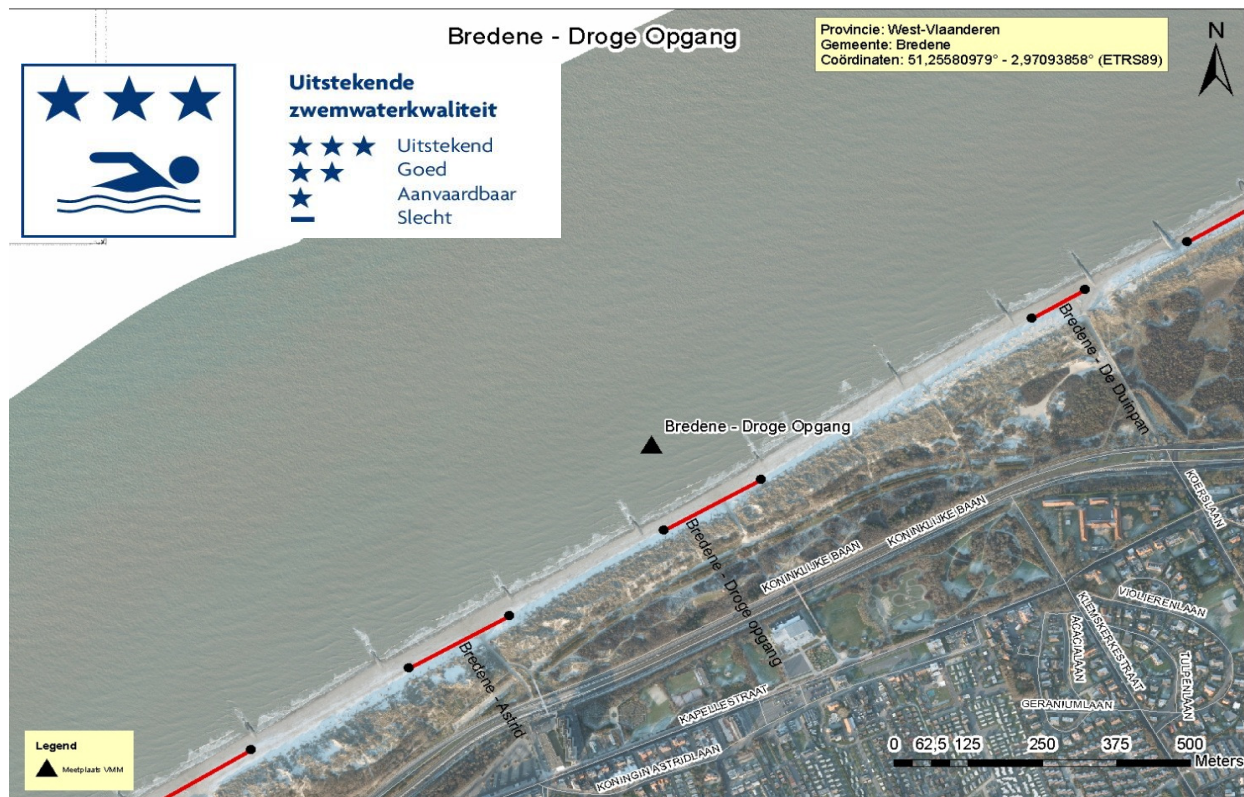 Bredene - Droge Opgang
Provincie: West-Vlaanderen
Gemeente: Bredene
Coördinaten: 51,25580979° - 2,97093858° (ETRS89)
N
Uitstekende
zwemwaterkwaliteit
Uitstekend
Goed
Aanvaardbaar
Slecht
Bredene - De Duinpan
Bredene - Droge Opgang
KOERSLAAN
KONINKLIJKE BAAN
KONINKLIJKE BAAN
Bredene - Droge opgang
VIOLIERENLAAN
KLEMSKERKESTRAAT
ACACIALAAN
TULPENLAAN
GERANIUMLAAN
Bredene - Astrid
KAPELLESTRAAT
KONINGIN ASTRIDLAAN
Legend
Meetplaats VMM
0 62,5 125 250 375 500
Meters